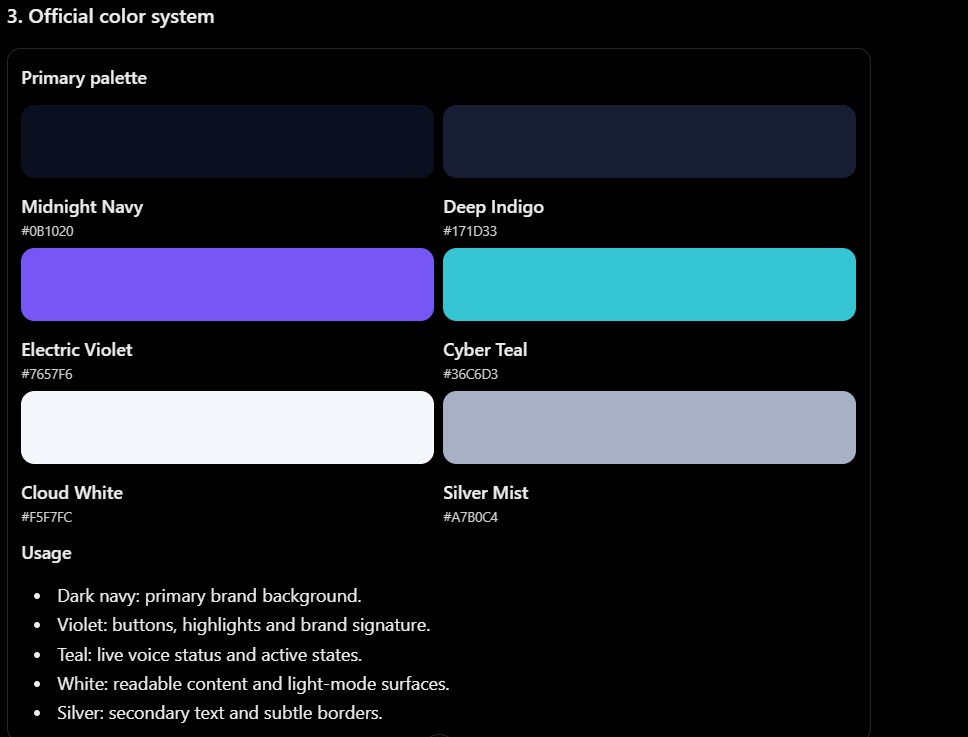 3. Official color system
Primary palette
Midnight Navy
#0B1020
Deep Indigo
#171D33
Electric Violet
#7657F6
Cyber Teal
#36C6D3
Cloud White
#F5F7FC
Silver Mist
#A7B0C4
Usage
• Dark navy: primary brand background.
• Violet: buttons, highlights and brand signature.
• Teal: live voice status and active states.
• White: readable content and light-mode surfaces.
• Silver: secondary text and subtle borders.